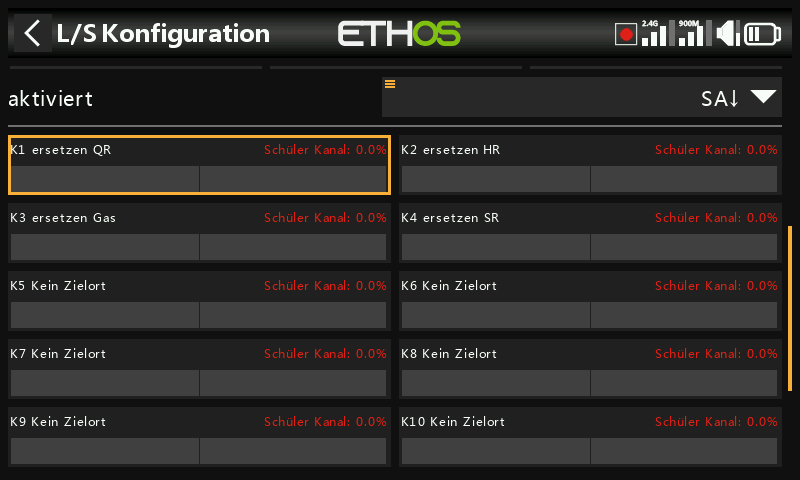 L/S Konfiguration
ETHOS
2.4G
900M
aktiviert
SA↓
K1 ersetzen QR
Schüler Kanal: 0.0%
K2 ersetzen HR
Schüler Kanal: 0.0%
K3 ersetzen Gas
Schüler Kanal: 0.0%
K4 ersetzen SR
Schüler Kanal: 0.0%
K5 Kein Zielort
Schüler Kanal: 0.0%
K6 Kein Zielort
Schüler Kanal: 0.0%
K7 Kein Zielort
Schüler Kanal: 0.0%
K8 Kein Zielort
Schüler Kanal: 0.0%
K9 Kein Zielort
Schüler Kanal: 0.0%
K10 Kein Zielort
Schüler Kanal: 0.0%